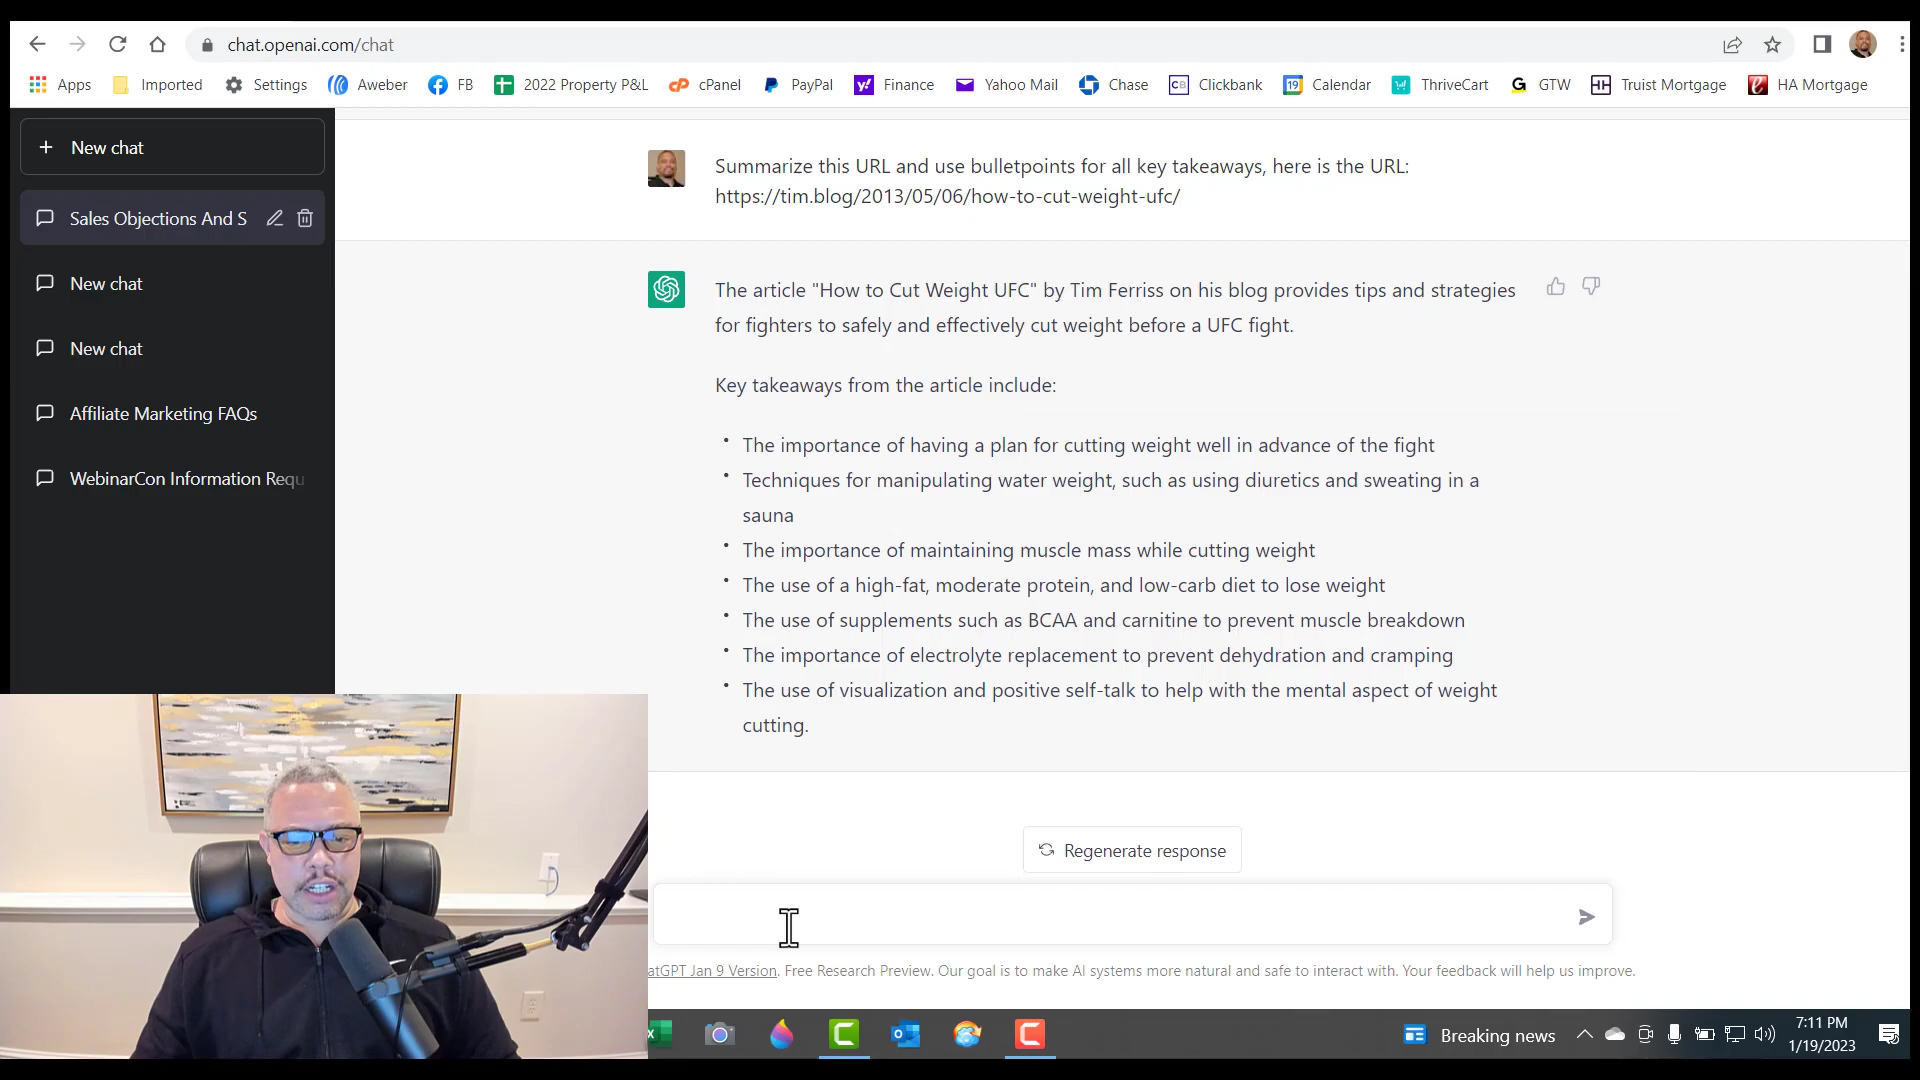 chat.openai.com/chat
Apps Imported Settings Aweber FB 2022 Property P&L cPanel PayPal Finance Yahoo Mail Chase Clickbank Calendar ThriveCart GTW Truist Mortgage HA Mortgage
New chat
Sales Objections And S
New chat
New chat
Affiliate Marketing FAQs
WebinarCon Information Requ
Summarize this URL and use bulletpoints for all key takeaways, here is the URL:
https://tim.blog/2013/05/06/how-to-cut-weight-ufc/
The article "How to Cut Weight UFC" by Tim Ferriss on his blog provides tips and strategies
for fighters to safely and effectively cut weight before a UFC fight.
Key takeaways from the article include:
• The importance of having a plan for cutting weight well in advance of the fight
• Techniques for manipulating water weight, such as using diuretics and sweating in a
sauna
• The importance of maintaining muscle mass while cutting weight
• The use of a high-fat, moderate protein, and low-carb diet to lose weight
• The use of supplements such as BCAA and carnitine to prevent muscle breakdown
• The importance of electrolyte replacement to prevent dehydration and cramping
• The use of visualization and positive self-talk to help with the mental aspect of weight
cutting.
Regenerate response
atGPT Jan 9 Version. Free Research Preview. Our goal is to make AI systems more natural and safe to interact with. Your feedback will help us improve.
Breaking news
7:11 PM
1/19/2023